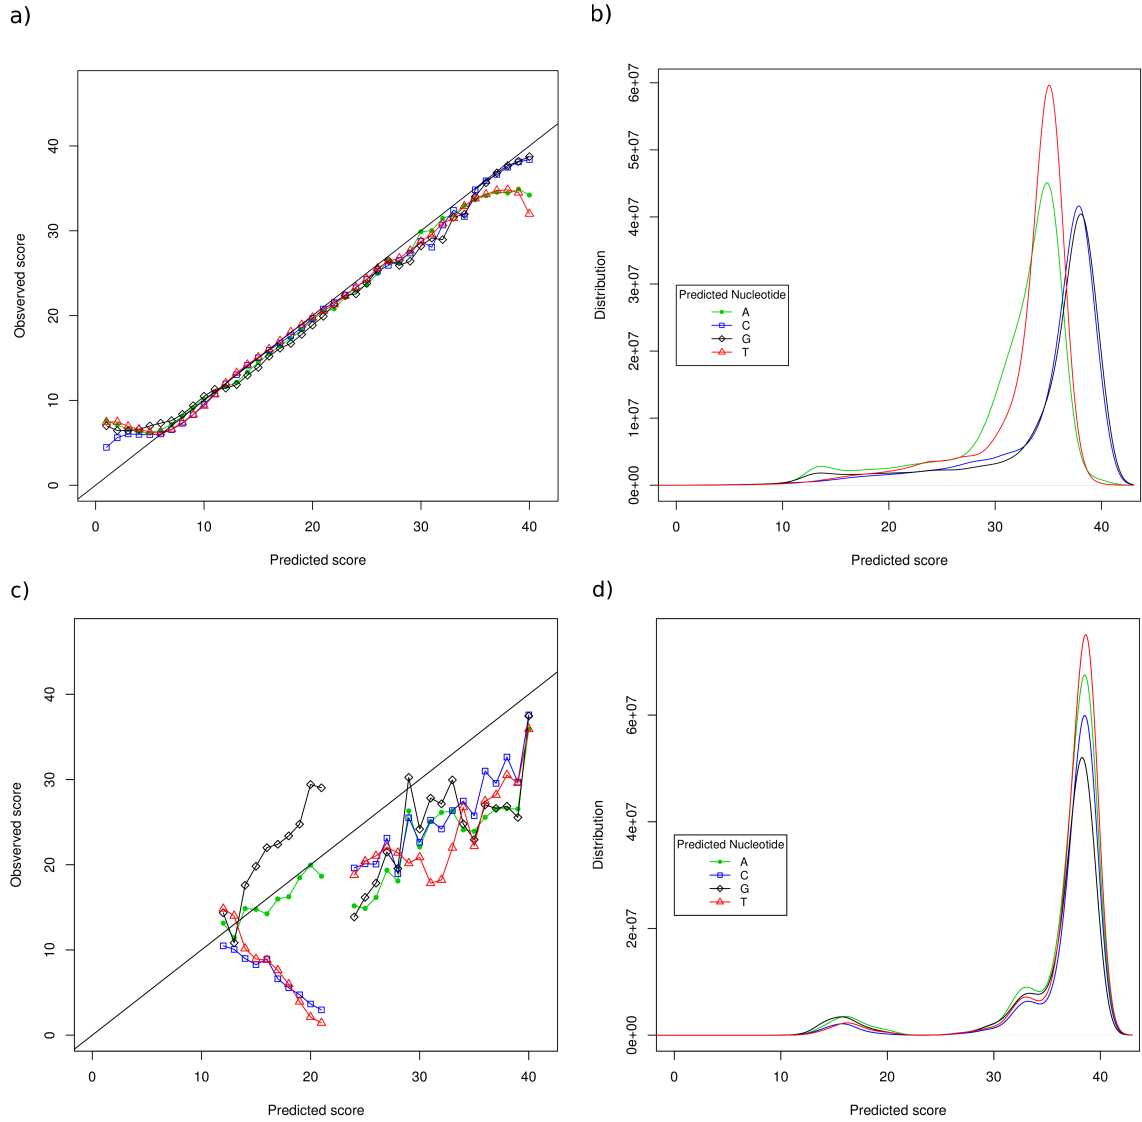 a)
Obsverved score
40
30
20
10
0
0 10 20 30 40
Predicted score
b)
Distribution
6e+07
5e+07
4e+07
3e+07
2e+07
1e+07
0e+00
Predicted Nucleotide
A
C
G
T
0 10 20 30 40
Predicted score
c)
Obsverved score
40
30
20
10
0
0 10 20 30 40
Predicted score
d)
Distribution
6e+07
4e+07
2e+07
0e+00
Predicted Nucleotide
A
C
G
T
0 10 20 30 40
Predicted score